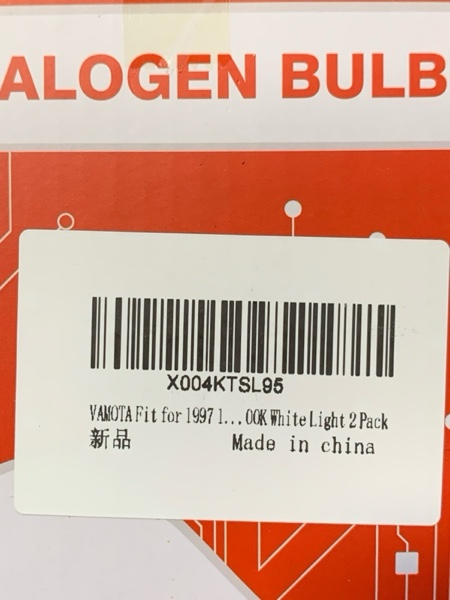 ALOGEN BULB
X004KTSL95
VAMOTA Fit for 1997 1...00K White Light 2 Pack
新品
Made in china